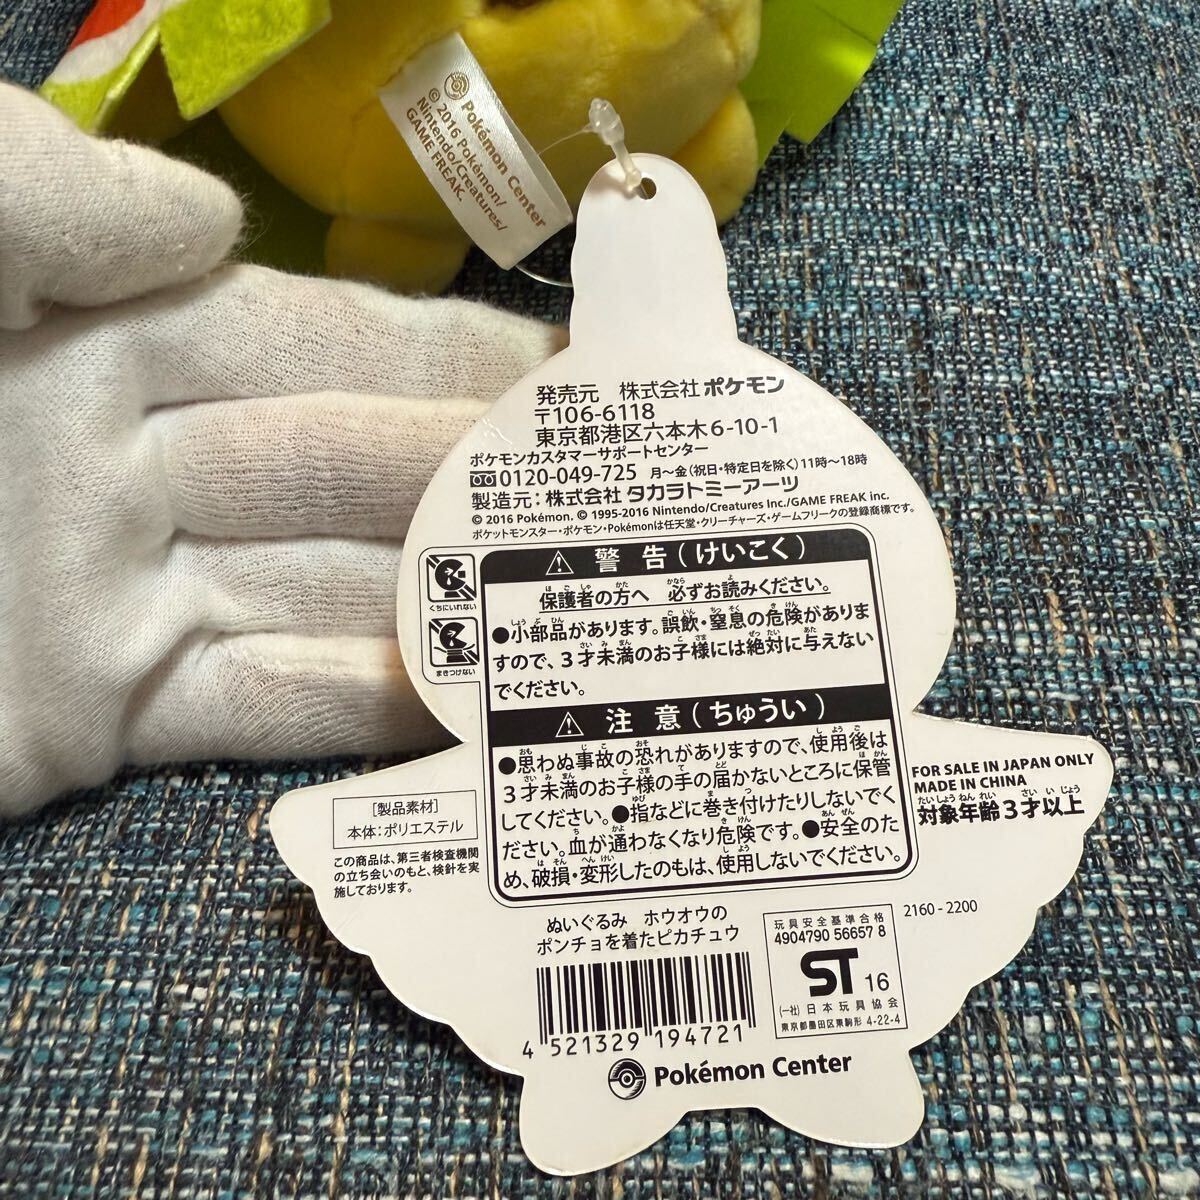 Pokémon Center
© 2016 Pokémon/
Nintendo/Creatures/
GAME FREAK.
発売元 株式会社ポケモン
〒106-6118
東京都港区六本木6-10-1
ポケモンカスタマーサポートセンター
0120-049-725 月〜金(祝日・特定日を除く)11時〜18時
製造元:株式会社タカラトミーアーツ
© 2016 Pokémon. © 1995-2016 Nintendo/Creatures Inc./GAME FREAK inc.
ポケットモンスター・ポケモン・Pokémonは任天堂・クリーチャーズ・ゲームフリークの登録商標です。
くちにいれない
まきつけない
警告(けいこく)
保護者の方へ 必ずお読みください。
●小部品があります。誤飲・窒息の危険がありま
すので、3才未満のお子様には絶対に与えない
でください。
注意(ちゅうい)
●思わぬ事故の恐れがありますので、使用後は
3才未満のお子様の手の届かないところに保管
してください。●指などに巻き付けたりしないでく
ださい。血が通わなくなり危険です。●安全のた
め、破損・変形したのもは、使用しないでください。
[製品素材]
本体:ポリエステル
この商品は、第三者検査機関
の立ち会いのもと、検針を実
施しております。
FOR SALE IN JAPAN ONLY
MADE IN CHINA
対象年齢3才以上
ぬいぐるみ ホウオウの
ポンチョを着たピカチュウ
4 521329 194721
玩具安全基準合格
4904790 56657 8
ST 16
(一社)日本玩具協会
東京都墨田区東駒形 4-22-4
2160-2200
Pokémon Center